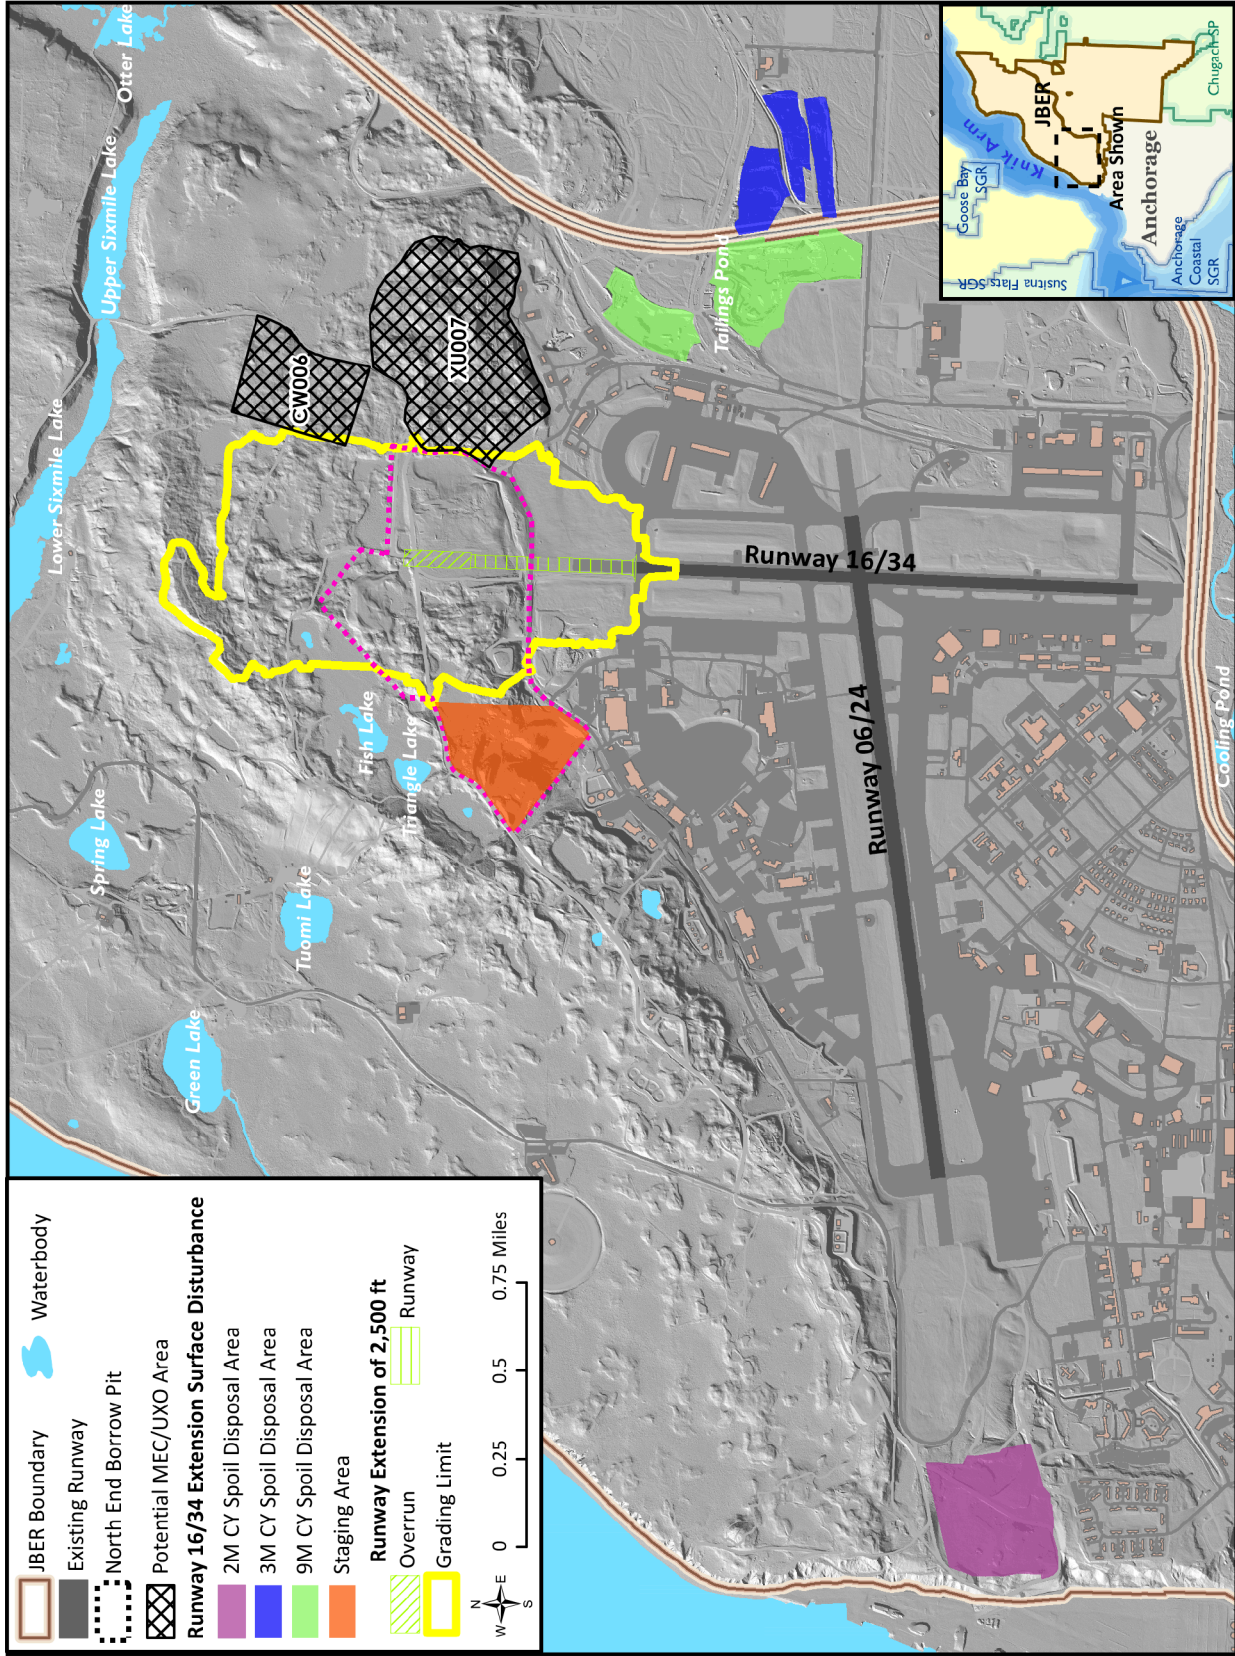 JBER Boundary
Waterbody
Existing Runway
North End Borrow Pit
Potential MEC/UXO Area
Runway 16/34 Extension Surface Disturbance
2M CY Spoil Disposal Area
3M CY Spoil Disposal Area
9M CY Spoil Disposal Area
Staging Area
Runway Extension of 2,500 ft
Overrun
Runway
Grading Limit
N
W
E
S
0
0.25
0.5
0.75 Miles
Green Lake
Spring Lake
Tuomi Lake
Lower Sixmile Lake
Upper Sixmile Lake
Otter Lake
Fish Lake
Triangle Lake
CW006
XU007
Tailings Pond
Runway 16/34
Runway 06/24
Cooling Pond
Goose Bay
SGR
Knik Arm
JBER
Area Shown
Susitna Flats SGR
Anchorage
Anchorage
Coastal
SGR
Chugach SP